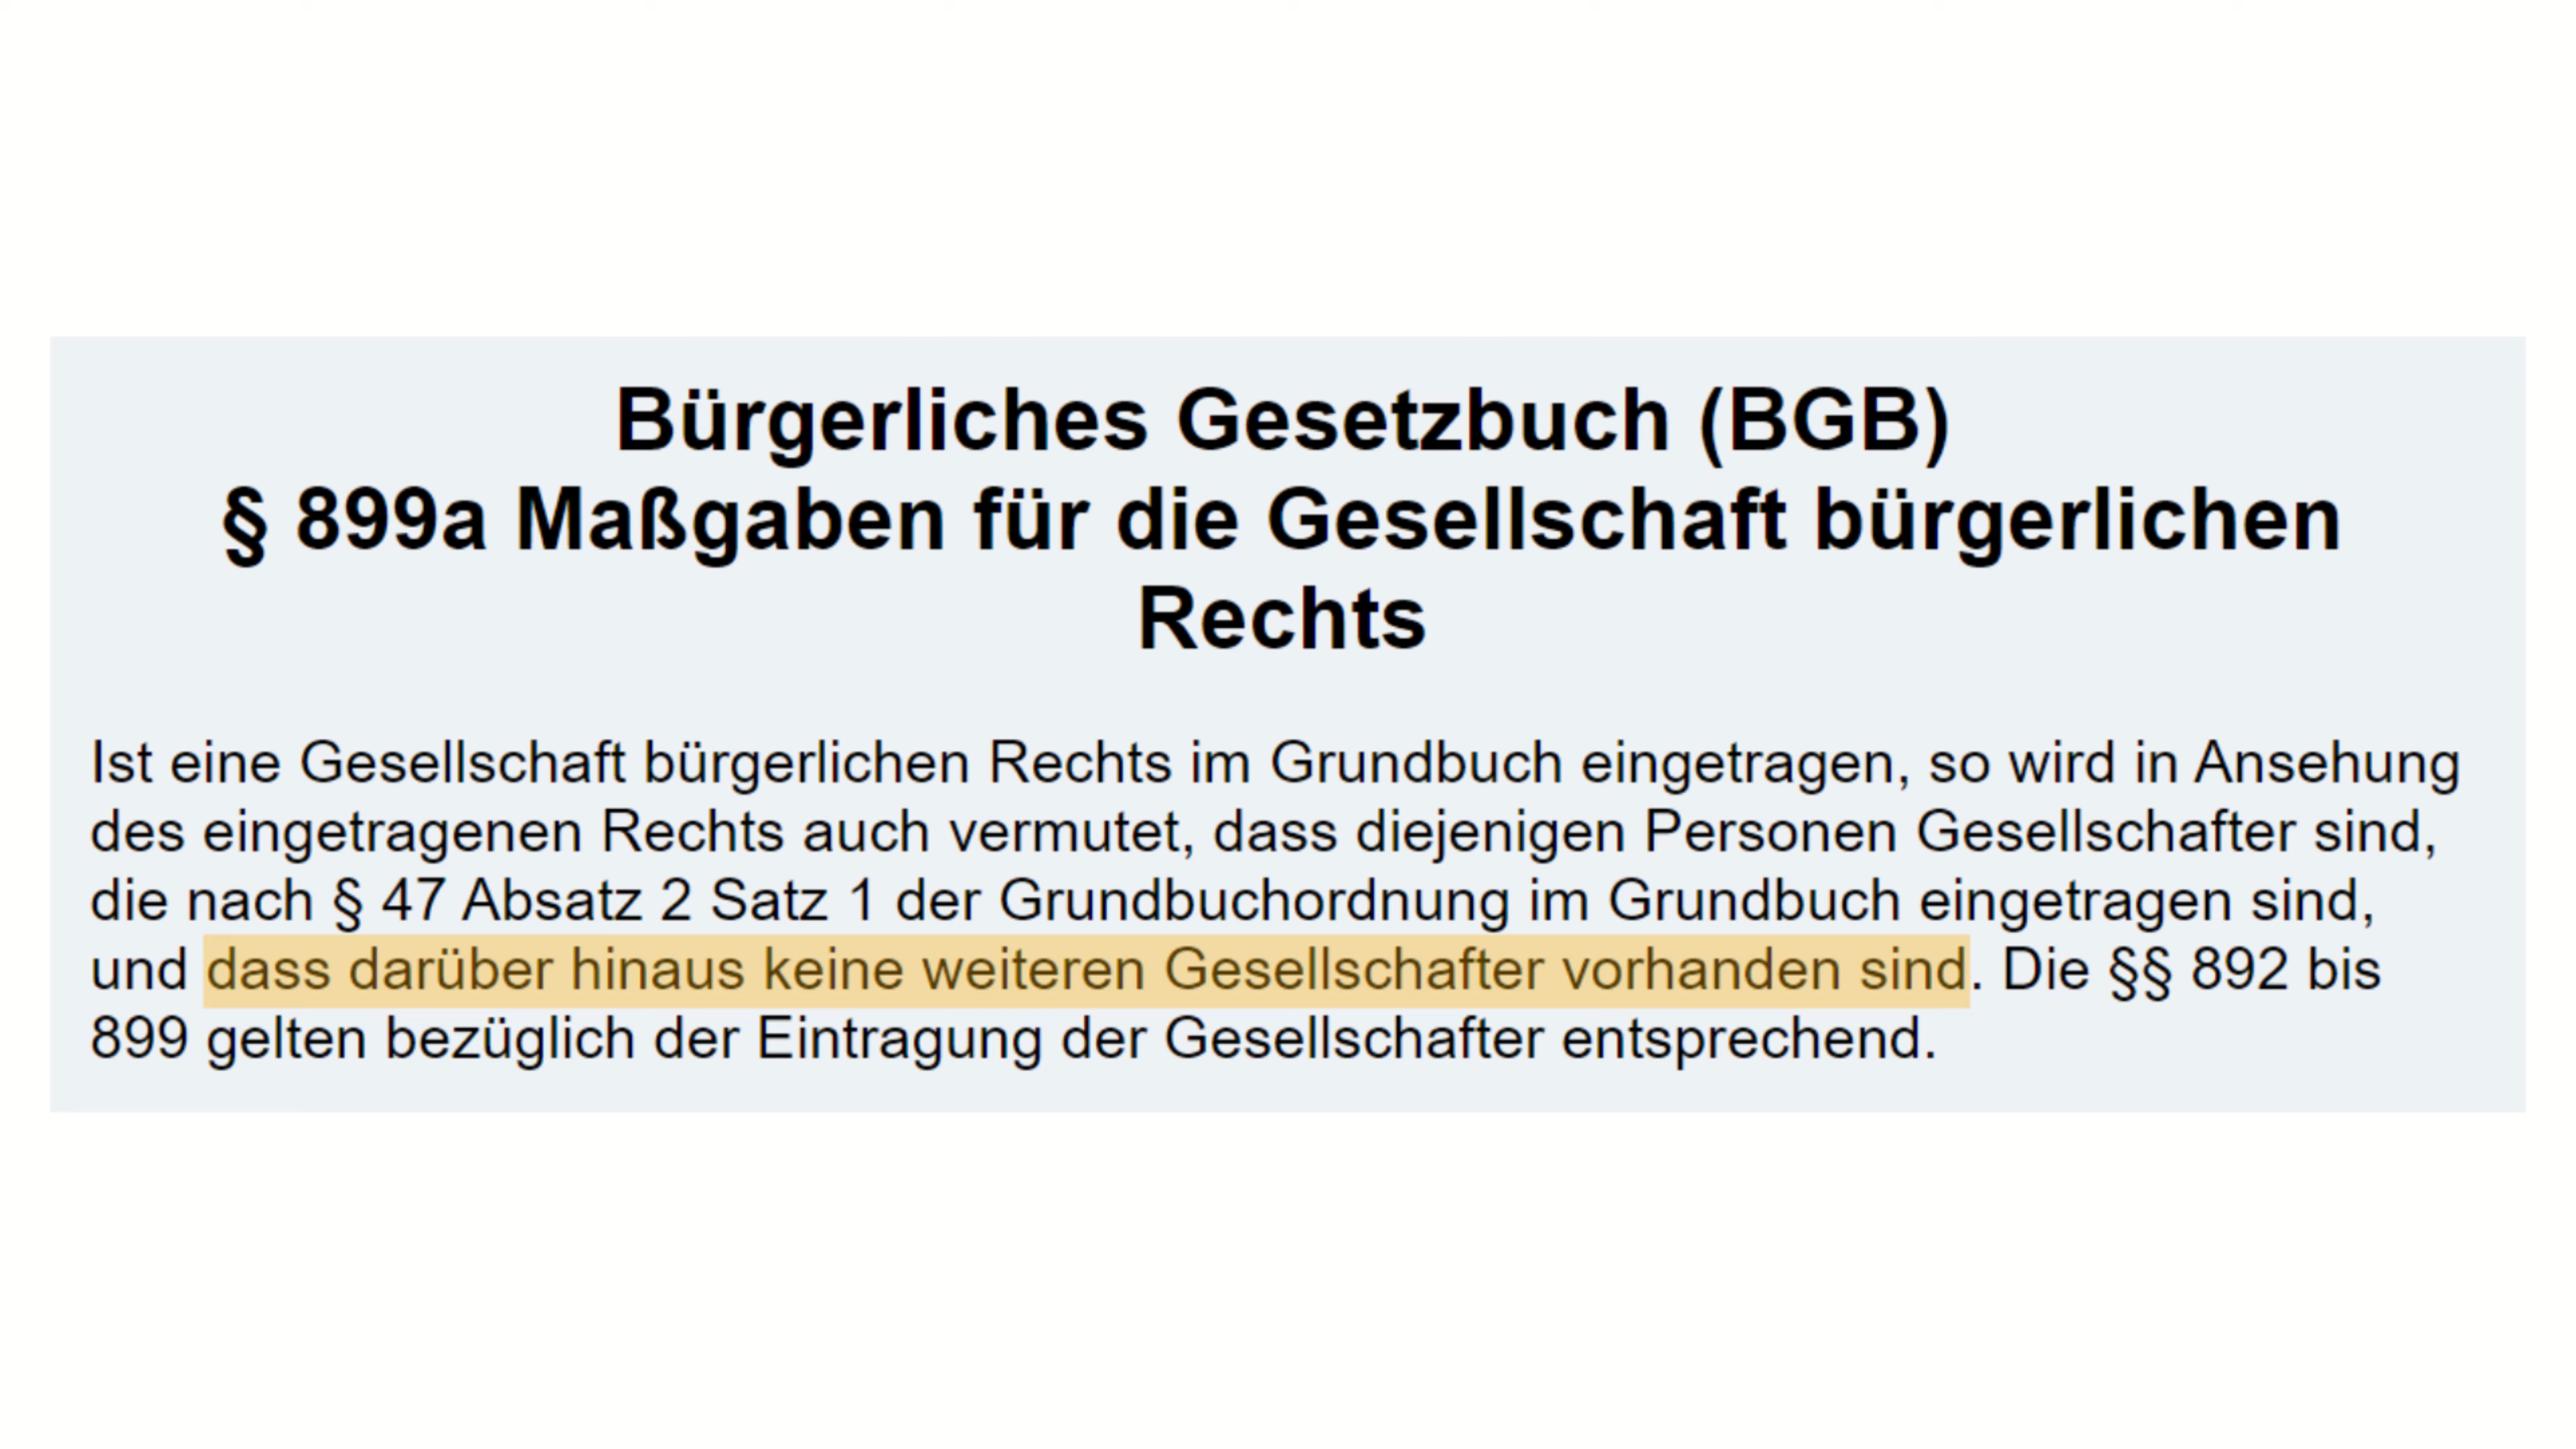 Bürgerliches Gesetzbuch (BGB)
§ 899a Maßgaben für die Gesellschaft bürgerlichen
Rechts
Ist eine Gesellschaft bürgerlichen Rechts im Grundbuch eingetragen, so wird in Ansehung
des eingetragenen Rechts auch vermutet, dass diejenigen Personen Gesellschafter sind,
die nach § 47 Absatz 2 Satz 1 der Grundbuchordnung im Grundbuch eingetragen sind,
und dass darüber hinaus keine weiteren Gesellschafter vorhanden sind. Die §§ 892 bis
899 gelten bezüglich der Eintragung der Gesellschafter entsprechend.